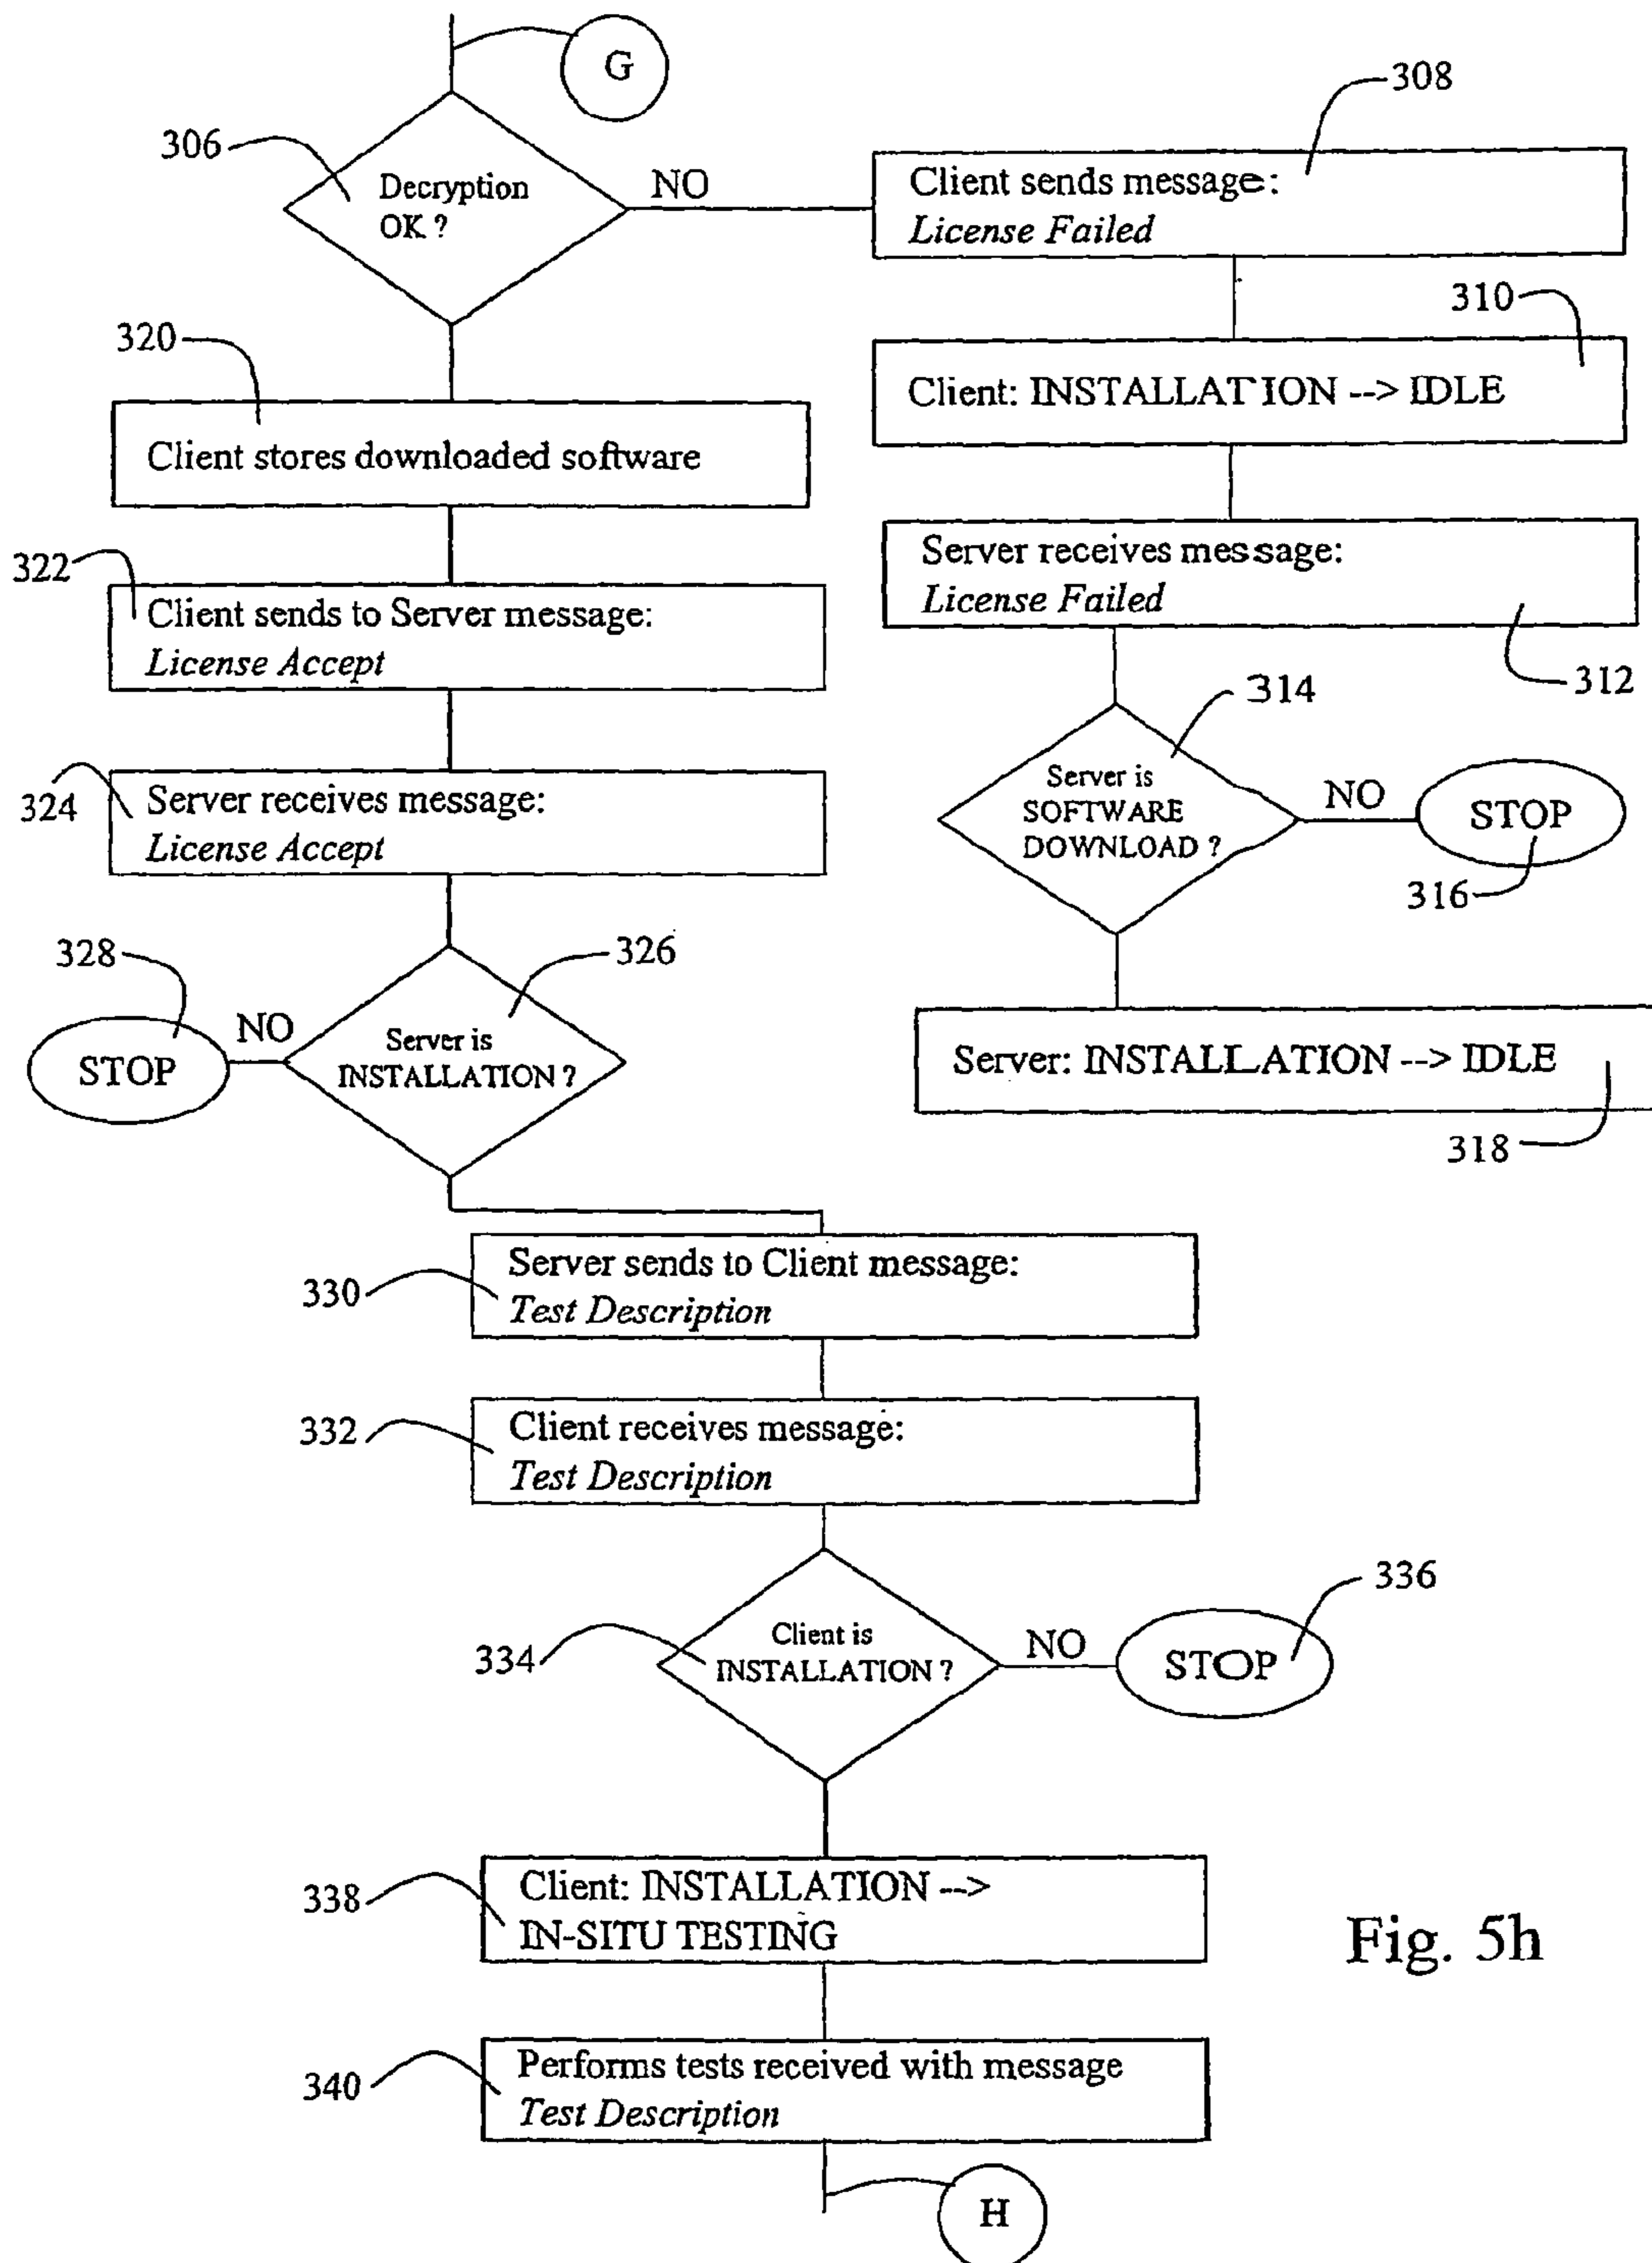 G
306
Decryption
OK ?
NO
308
Client sends message:
License Failed
310
Client: INSTALLATION --> IDLE
Server receives message:
License Failed
312
314
Server is
SOFTWARE
DOWNLOAD ?
NO
STOP
316
Server: INSTALLATION --> IDLE
318
320
Client stores downloaded software
322
Client sends to Server message:
License Accept
324
Server receives message:
License Accept
326
Server is
INSTALLATION ?
NO
328
STOP
330
Server sends to Client message:
Test Description
332
Client receives message:
Test Description
334
Client is
INSTALLATION ?
NO
336
STOP
338
Client: INSTALLATION -->
IN-SITU TESTING
340
Performs tests received with message
Test Description
H
Fig. 5h